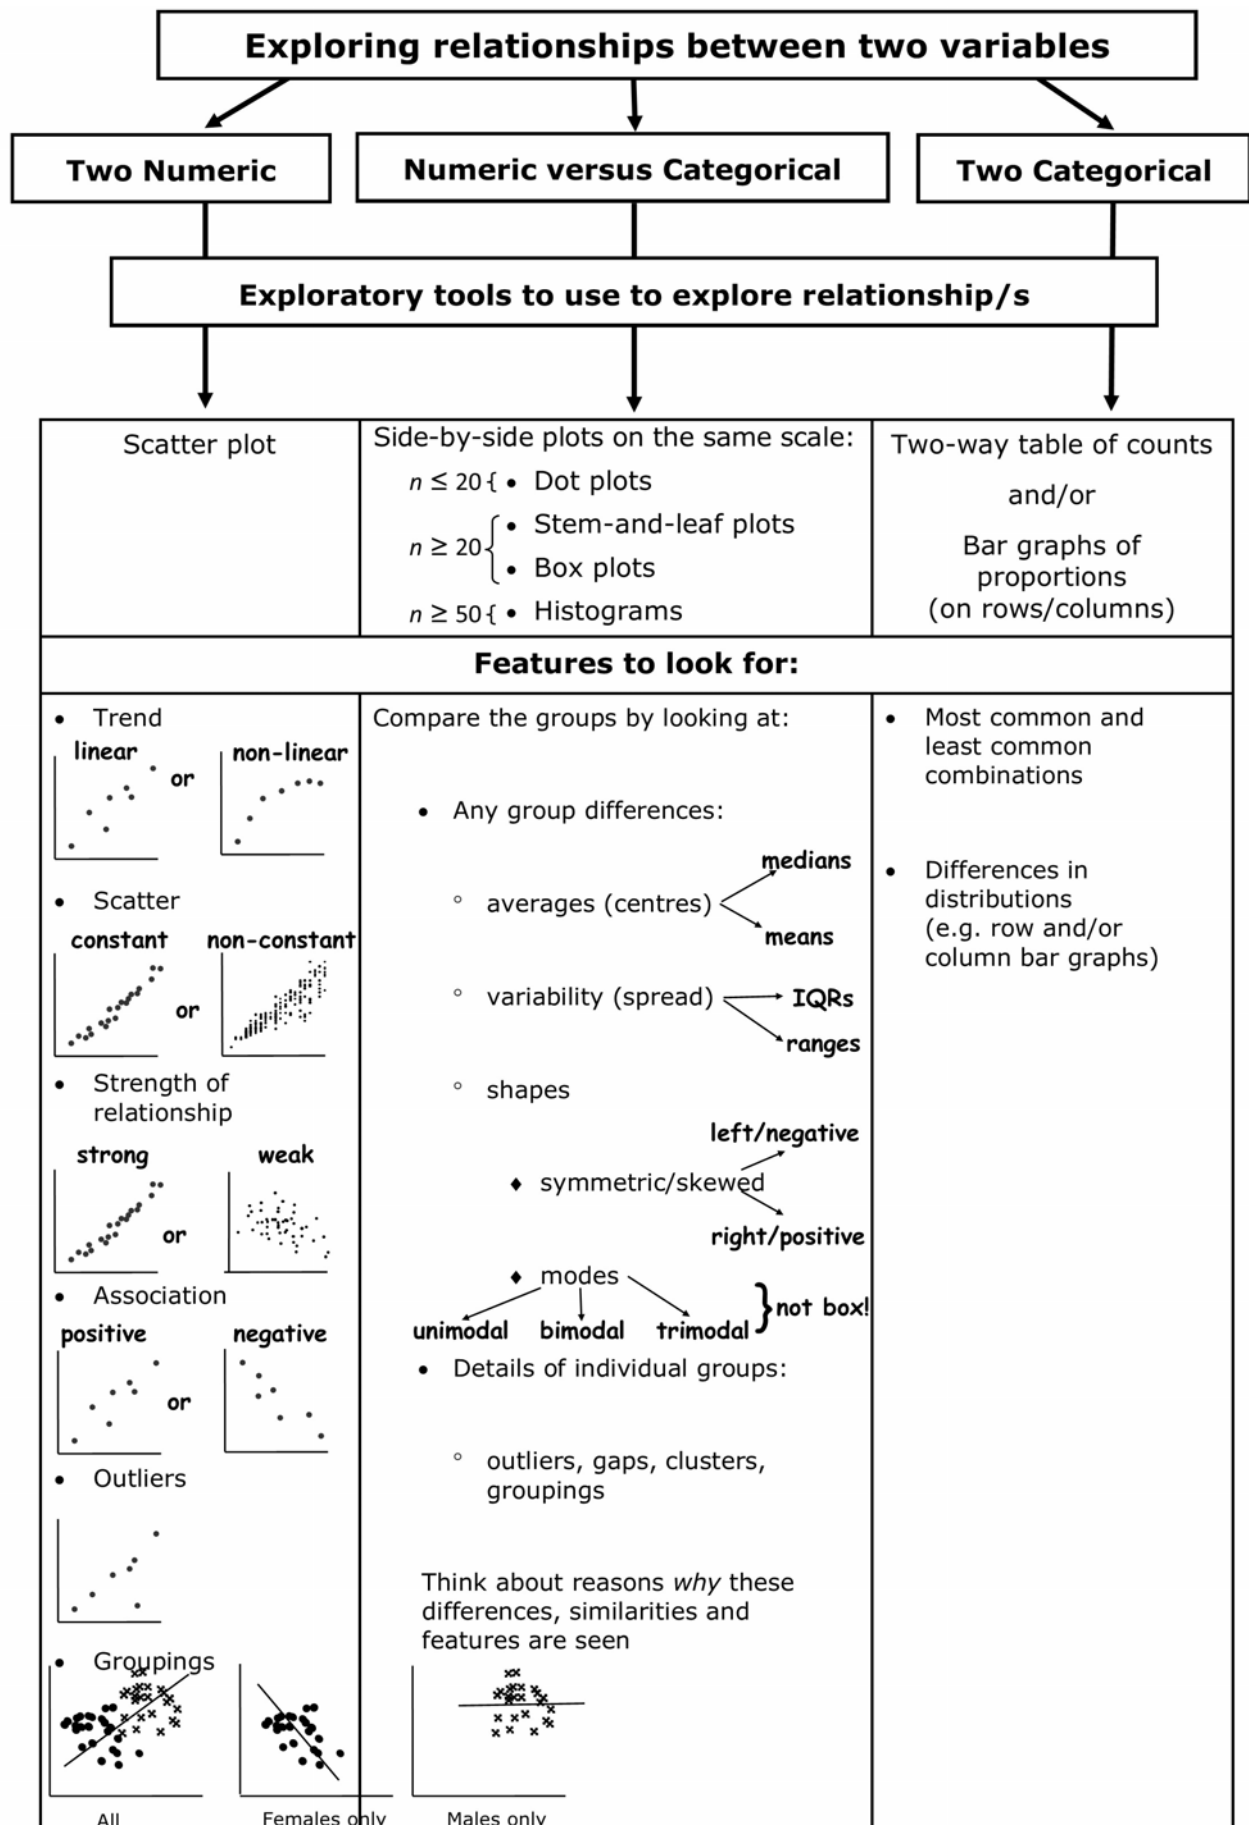 Exploring relationships between two variables
Two Numeric
Numeric versus Categorical
Two Categorical
Exploratory tools to use to explore relationship/s
Scatter plot
Side-by-side plots on the same scale:
n ≤ 20 { • Dot plots
n ≥ 20 { • Stem-and-leaf plots
• Box plots
n ≥ 50 { • Histograms
Two-way table of counts
and/or
Bar graphs of
proportions
(on rows/columns)
Features to look for:
• Trend
linear
or
non-linear
• Scatter
constant
or
non-constant
• Strength of
relationship
strong
or
weak
• Association
positive
or
negative
• Outliers
• Groupings
All
Females only
Males only
Compare the groups by looking at:
• Any group differences:
medians
○ averages (centres)
means
○ variability (spread)
IQRs
ranges
○ shapes
left/negative
♦ symmetric/skewed
right/positive
♦ modes
unimodal bimodal trimodal } not box!
• Details of individual groups:
○ outliers, gaps, clusters,
groupings
Think about reasons why these
differences, similarities and
features are seen
• Most common and
least common
combinations
• Differences in
distributions
(e.g. row and/or
column bar graphs)